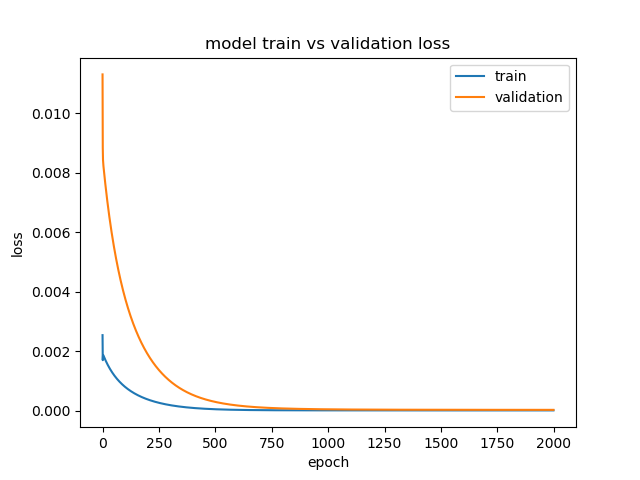 model train vs validation loss
train
validation
0.010
0.008
0.006
0.004
0.002
0.000
loss
0 250 500 750 1000 1250 1500 1750 2000
epoch